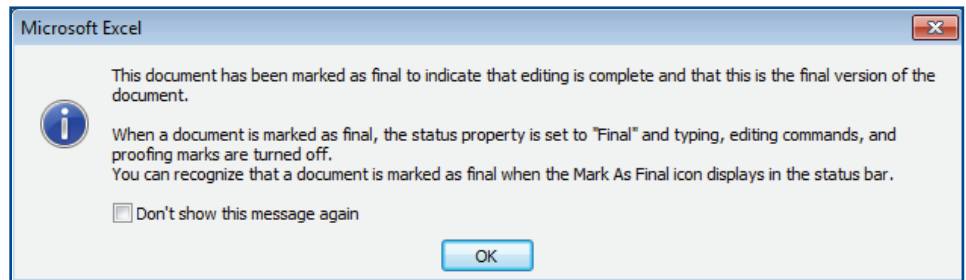 Microsoft Excel
This document has been marked as final to indicate that editing is complete and that this is the final version of the
document.
When a document is marked as final, the status property is set to "Final" and typing, editing commands, and
proofing marks are turned off.
You can recognize that a document is marked as final when the Mark As Final icon displays in the status bar.
Don't show this message again
OK